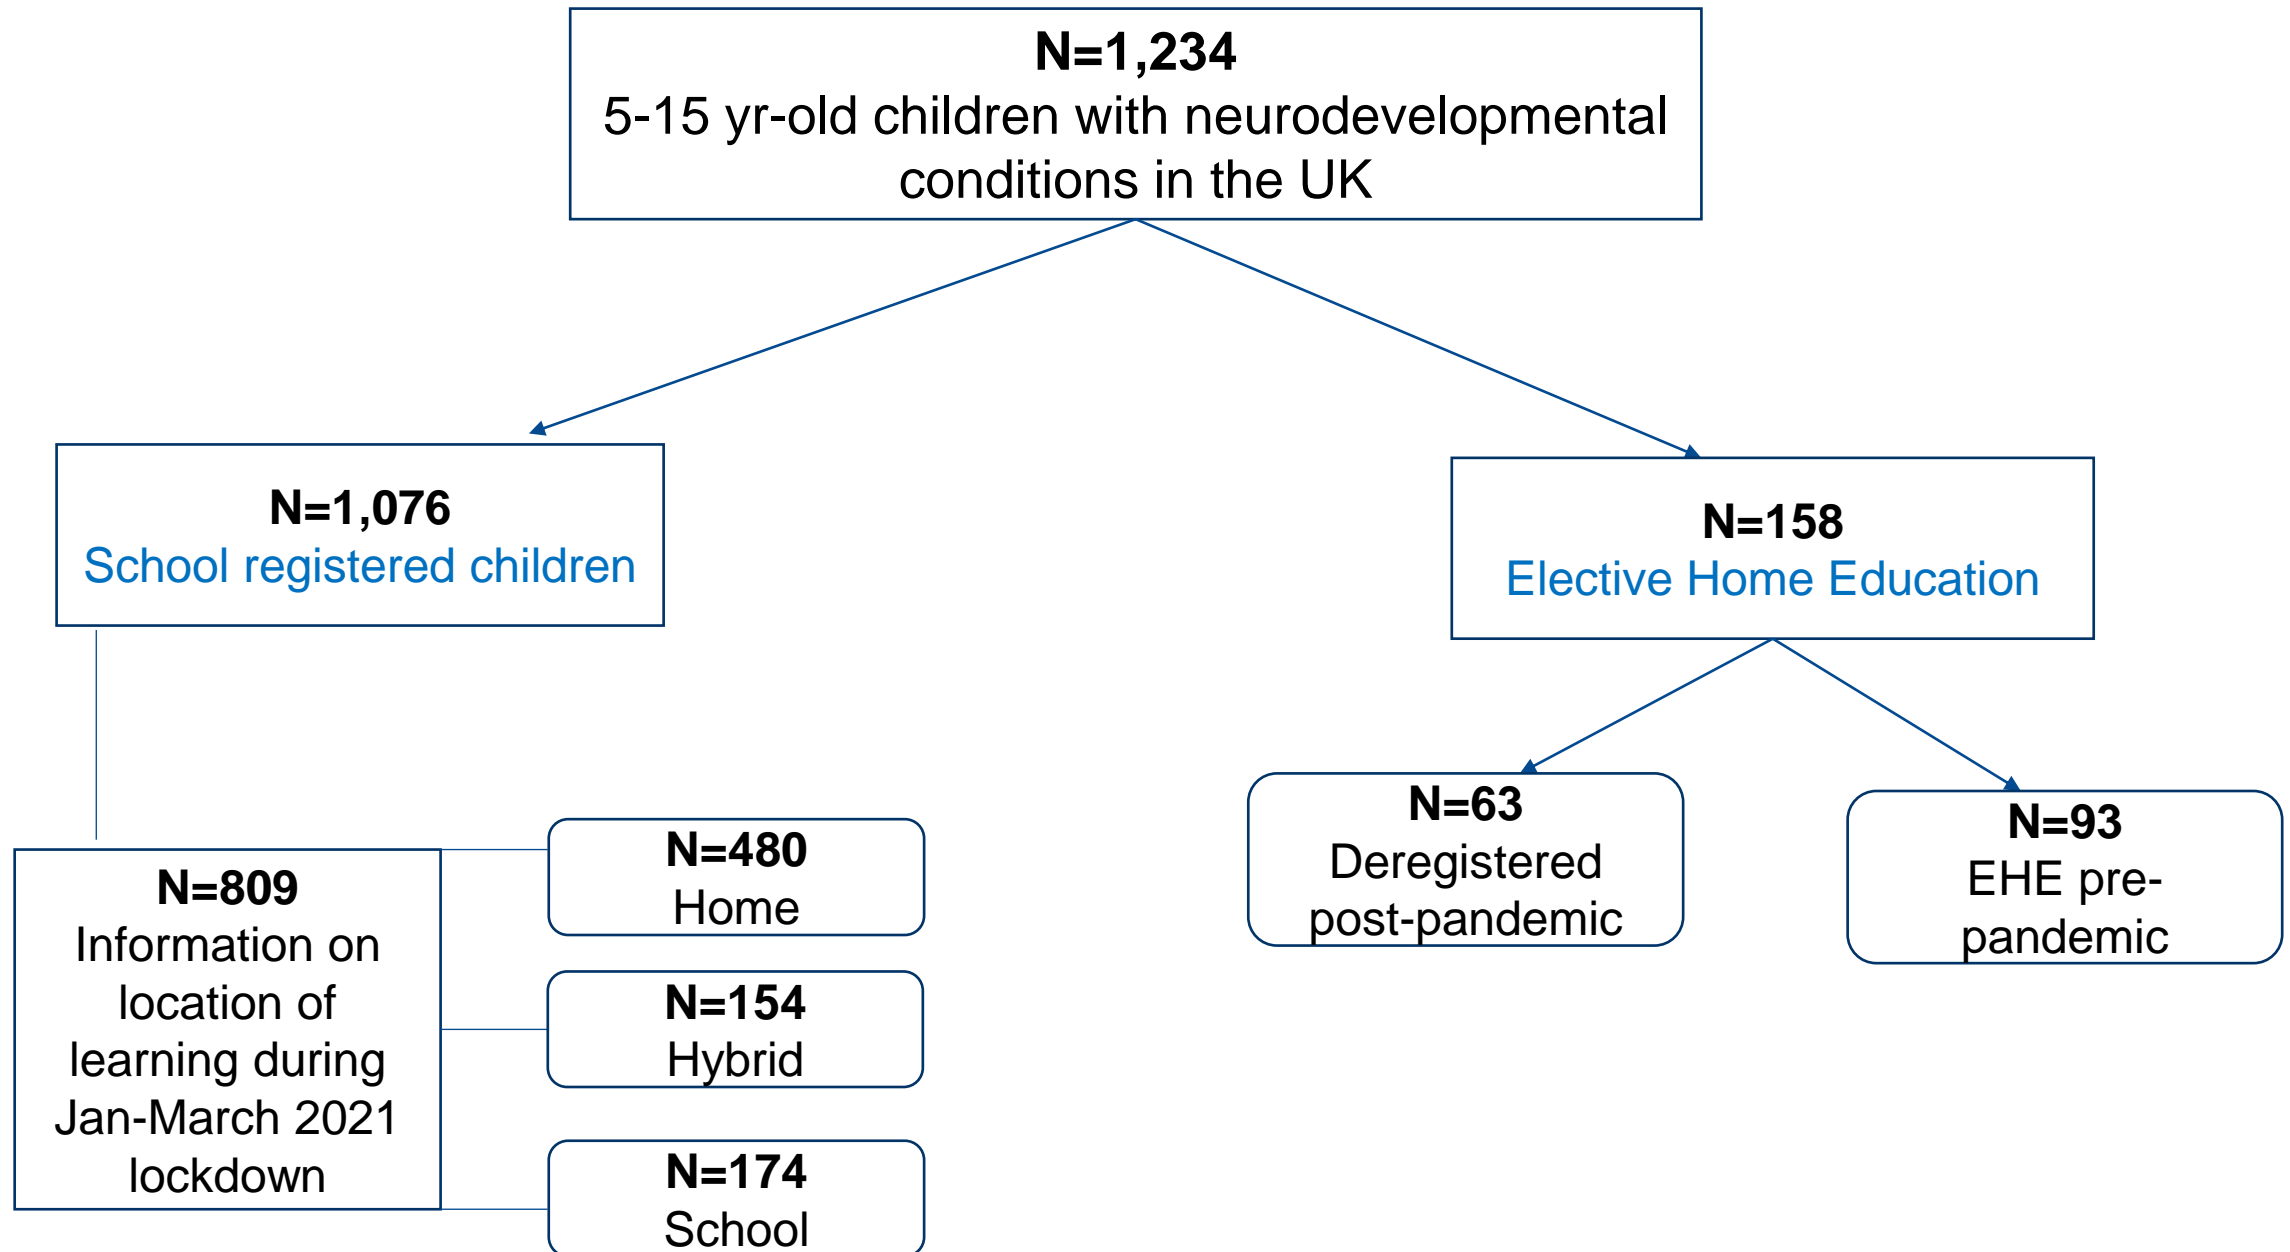 N=1,234
5-15 yr-old children with neurodevelopmental
conditions in the UK
N=1,076
School registered children
N=158
Elective Home Education
N=809
Information on
location of
learning during
Jan-March 2021
lockdown
N=480
Home
N=154
Hybrid
N=174
School
N=63
Deregistered
post-pandemic
N=93
EHE pre-
pandemic